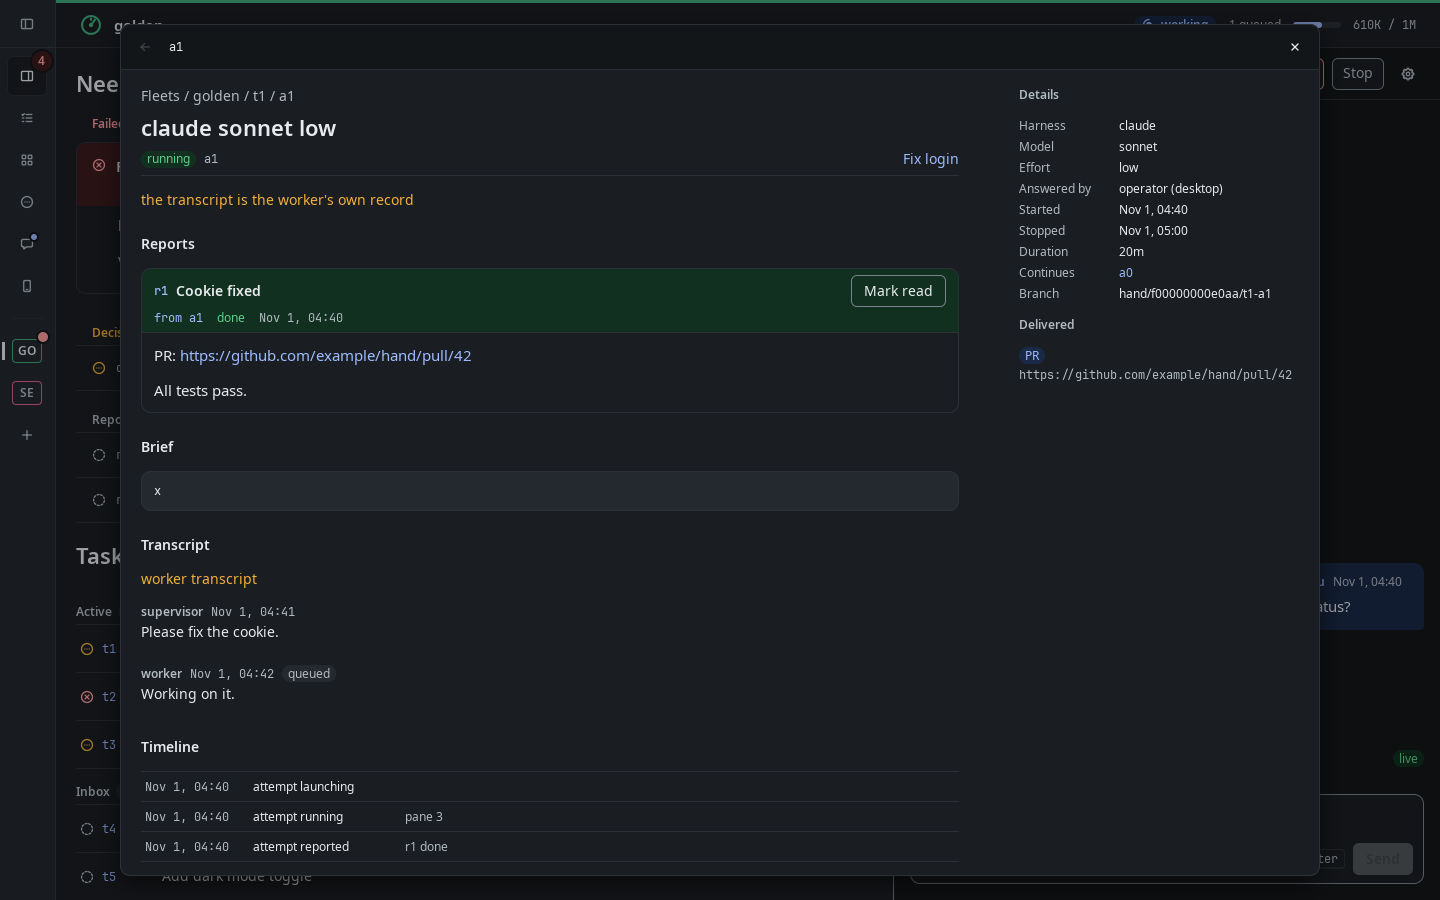 4
a1
working
1 queued
610K / 1M
Stop
Fleets / golden / t1 / a1
claude sonnet low
running a1
Fix login
the transcript is the worker's own record
Reports
r1 Cookie fixed
Mark read
from a1 done Nov 1, 04:40
PR: https://github.com/example/hand/pull/42
All tests pass.
Brief
x
Transcript
worker transcript
supervisor Nov 1, 04:41
Please fix the cookie.
worker Nov 1, 04:42 queued
Working on it.
Timeline
Nov 1, 04:40 attempt launching
Nov 1, 04:40 attempt running pane 3
Nov 1, 04:40 attempt reported r1 done
Details
Harness claude
Model sonnet
Effort low
Answered by operator (desktop)
Started Nov 1, 04:40
Stopped Nov 1, 05:00
Duration 20m
Continues a0
Branch hand/f00000000e0aa/t1-a1
Delivered
PR
https://github.com/example/hand/pull/42
GO
SE
Active
t1
t2
t3
Inbox
t4
t5 Add dark mode toggle
Nov 1, 04:40
live
Send